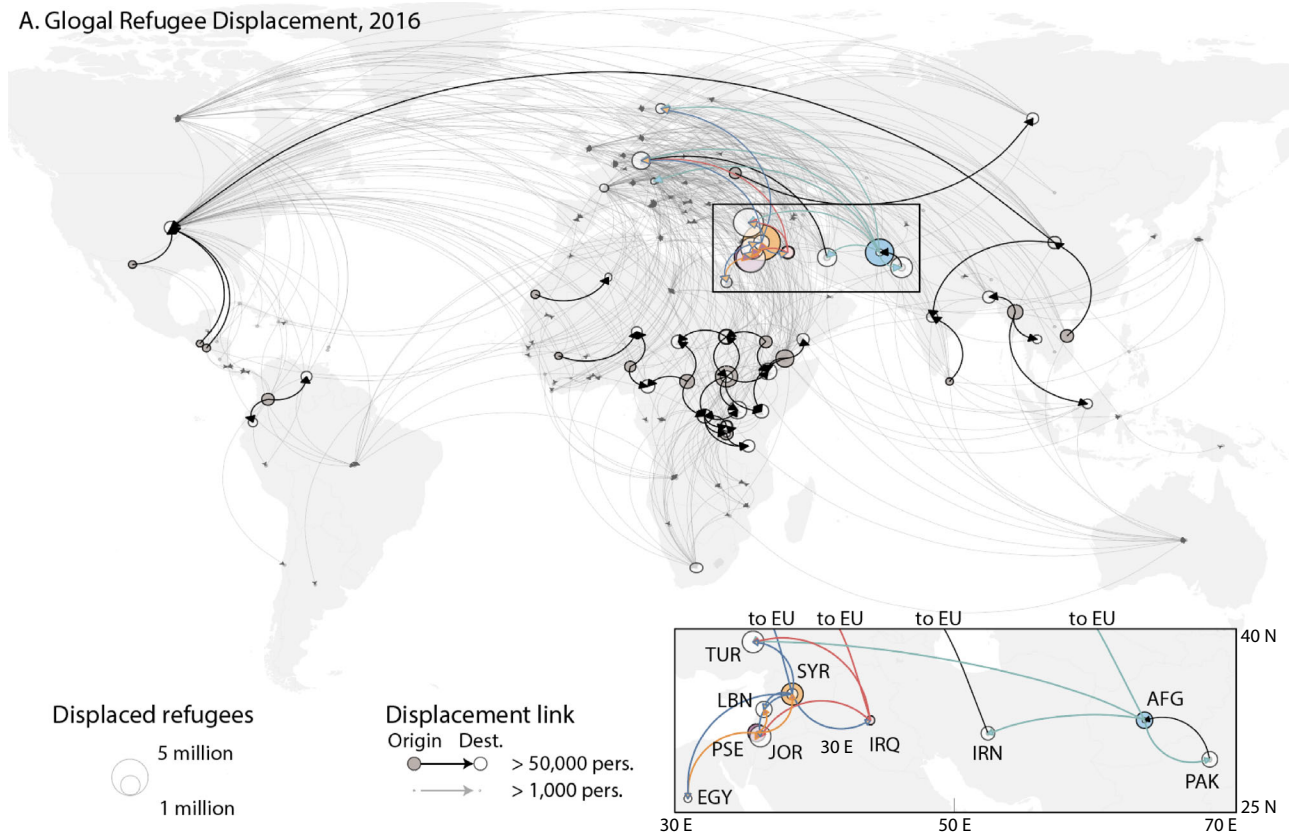 A. Glogal Refugee Displacement, 2016
to EU
to EU
to EU
to EU
40 N
TUR
SYR
LBN
AFG
PSE
JOR
30 E
IRQ
IRN
PAK
EGY
25 N
30 E
50 E
70 E
Displaced refugees
5 million
1 million
Displacement link
Origin
Dest.
> 50,000 pers.
> 1,000 pers.